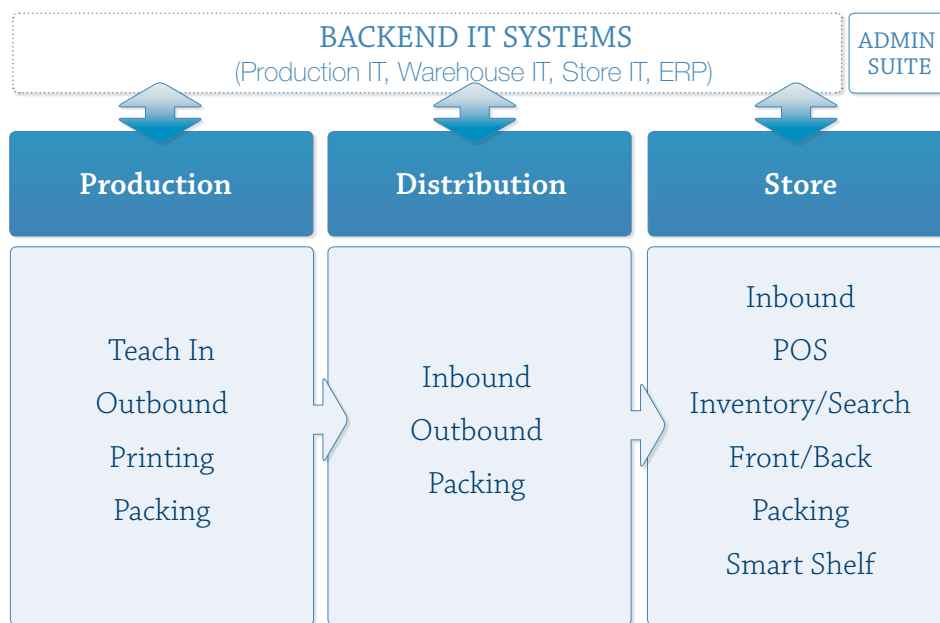 BACKEND IT SYSTEMS
(Production IT, Warehouse IT, Store IT, ERP)
ADMIN
SUITE
Production
Distribution
Store
Teach In
Outbound
Printing
Packing
Inbound
Outbound
Packing
Inbound
POS
Inventory/Search
Front/Back
Packing
Smart Shelf